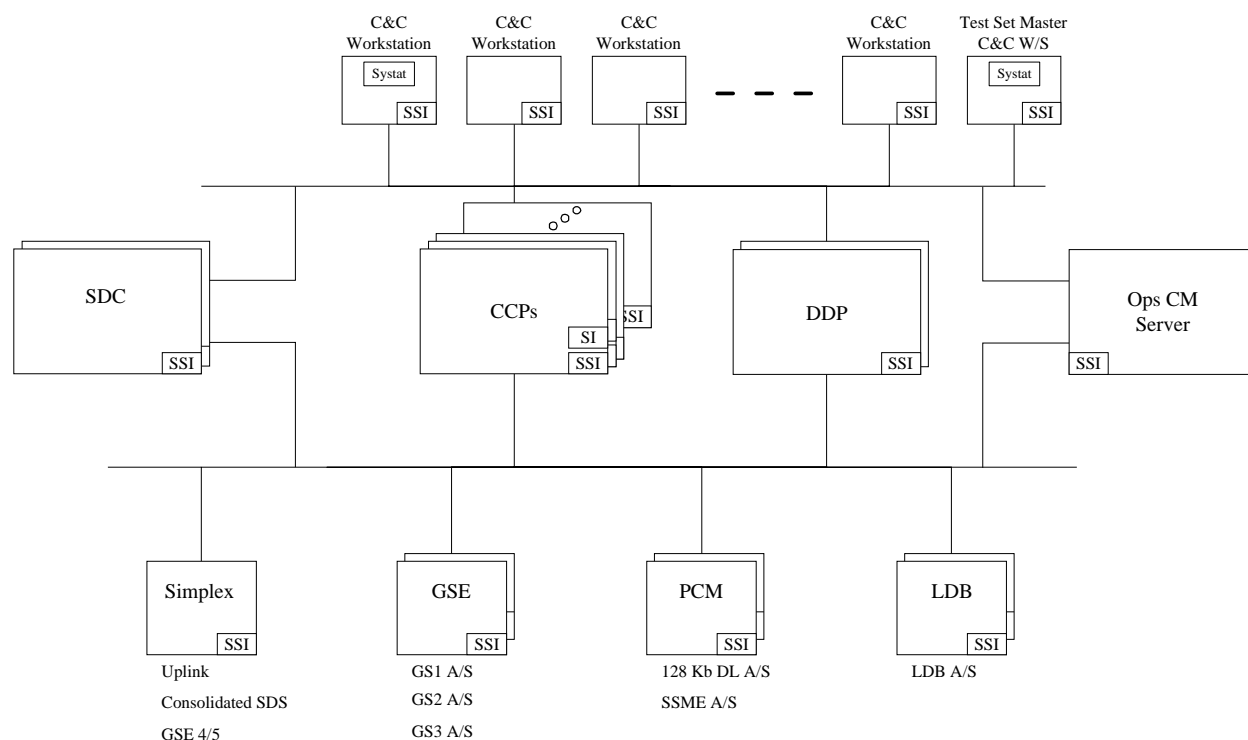 C&C
Workstation
C&C
Workstation
C&C
Workstation
C&C
Workstation
Test Set Master
C&C W/S
Systat
SSI
SSI
SSI
SSI
Systat
SSI
SDC
SSI
CCPs
SI
SSI
SSI
DDP
SSI
Ops CM
Server
SSI
Simplex
SSI
Uplink
Consolidated SDS
GSE 4/5
GSE
SSI
GS1 A/S
GS2 A/S
GS3 A/S
PCM
SSI
128 Kb DL A/S
SSME A/S
LDB
SSI
LDB A/S